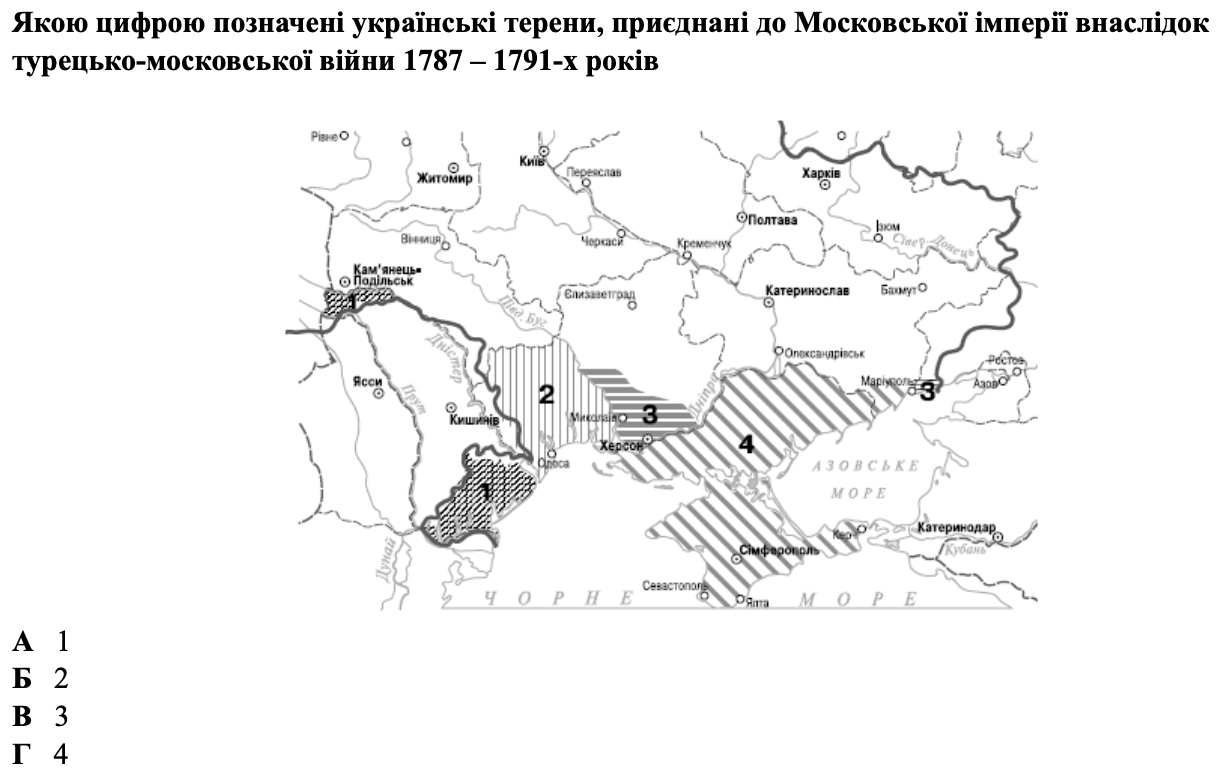 Якою цифрою позначені українські терени, приєднані до Московської імперії внаслідок
турецько-московської війни 1787 – 1791-х років
Рівне
Київ
Житомир
Переяслав
Харків
Полтава
Ізюм
Вінниця
Черкаси
Кременчук
Сівер. Донець
Кам'янець-
Подільськ
1
Півд. Буг
Єлизаветград
Катеринослав
Бахмут
Дністер
Олександрівськ
Ростов
Ясси
Прут
2
Дніпро
Маріуполь
3
Азов
Кишинів
Миколаїв
3
Херсон
4
Одеса
АЗОВСЬКЕ
МОРЕ
1
Керч
Катеринодар
Кубань
Дунай
Сімферополь
Севастополь
Ялта
ЧОРНЕ МОРЕ
А 1
Б 2
В 3
Г 4